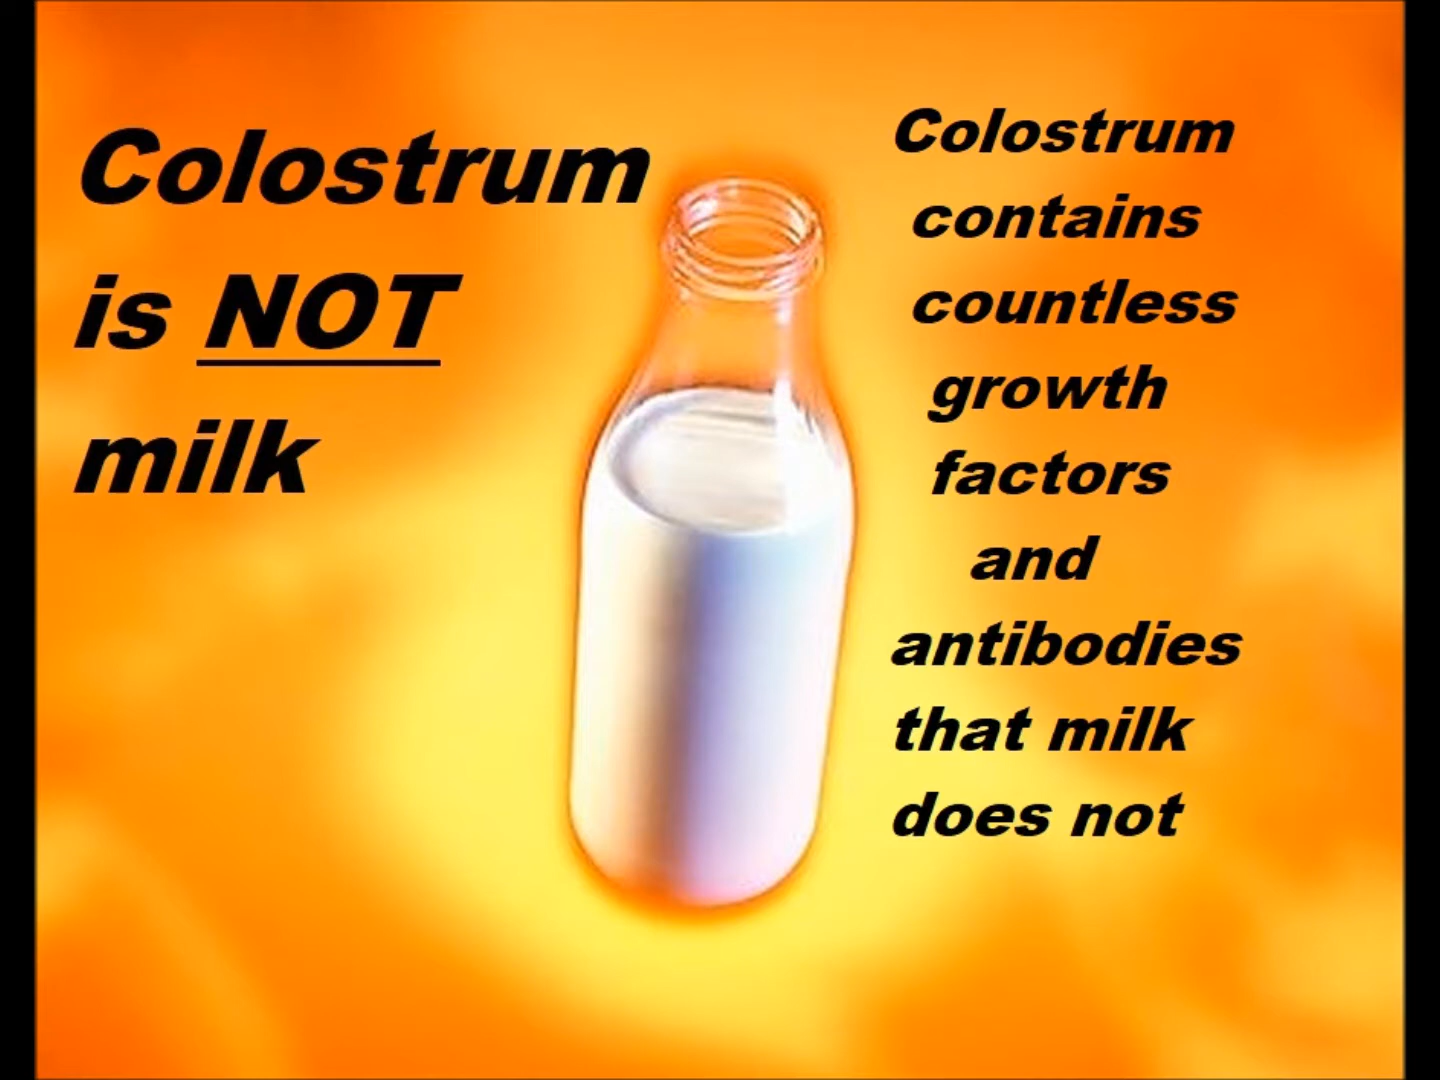 Colostrum
is NOT
milk
Colostrum
contains
countless
growth
factors
and
antibodies
that milk
does not